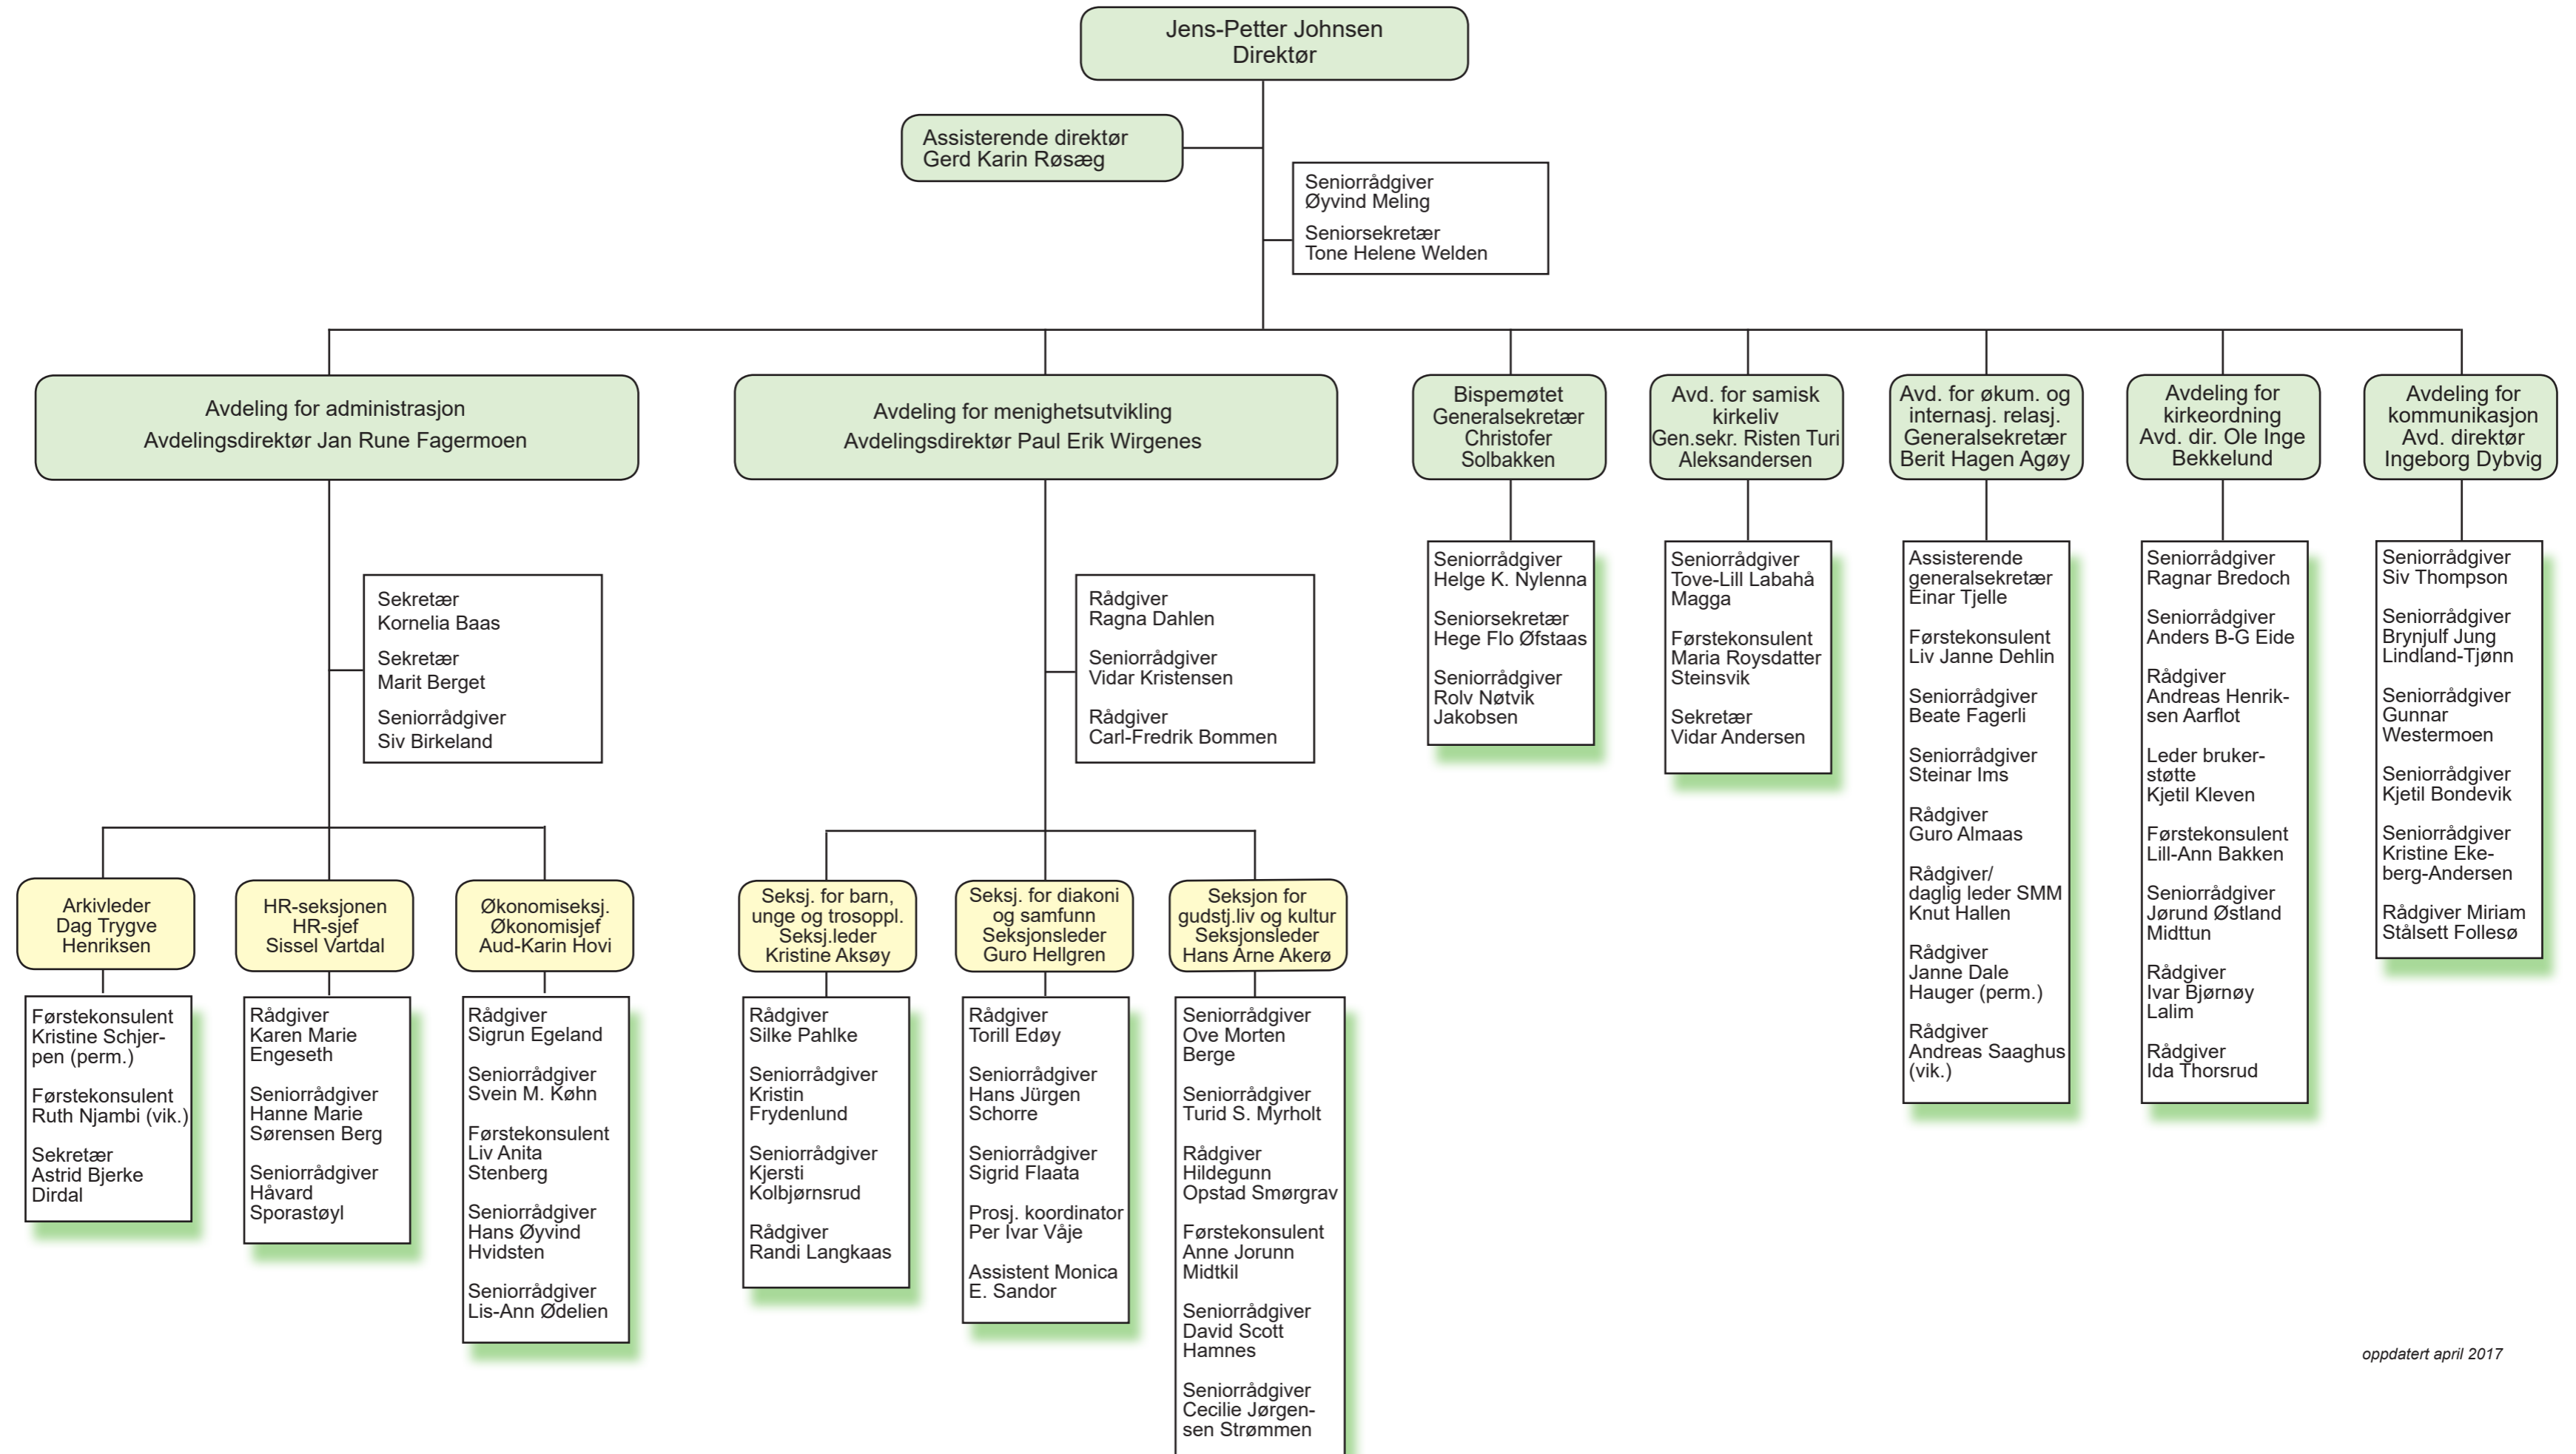 Jens-Petter Johnsen
Direktør
Assisterende direktør
Gerd Karin Røsæg
Seniorrådgiver
Øyvind Meling
Seniorsekretær
Tone Helene Welden
Avdeling for administrasjon
Avdelingsdirektør Jan Rune Fagermoen
Avdeling for menighetsutvikling
Avdelingsdirektør Paul Erik Wirgenes
Bispemøtet
Generalsekretær
Christofer
Solbakken
Avd. for samisk
kirkeliv
Gen.sekr. Risten Turi
Aleksandersen
Avd. for økum. og
internasj. relasj.
Generalsekretær
Berit Hagen Agøy
Avdeling for
kirkeordning
Avd. dir. Ole Inge
Bekkelund
Avdeling for
kommunikasjon
Avd. direktør
Ingeborg Dybvig
Sekretær
Kornelia Baas
Sekretær
Marit Berget
Seniorrådgiver
Siv Birkeland
Rådgiver
Ragna Dahlen
Seniorrådgiver
Vidar Kristensen
Rådgiver
Carl-Fredrik Bommen
Seniorrådgiver
Helge K. Nylenna
Seniorsekretær
Hege Flo Øfstaas
Seniorrådgiver
Rolv Nøtvik
Jakobsen
Seniorrådgiver
Tove-Lill Labahå
Magga
Førstekonsulent
Maria Roysdatter
Steinsvik
Sekretær
Vidar Andersen
Assisterende
generalsekretær
Einar Tjelle
Førstekonsulent
Liv Janne Dehlin
Seniorrådgiver
Beate Fagerli
Seniorrådgiver
Steinar Ims
Rådgiver
Guro Almaas
Rådgiver/
daglig leder SMM
Knut Hallen
Rådgiver
Janne Dale
Hauger (perm.)
Rådgiver
Andreas Saaghus
(vik.)
Seniorrådgiver
Ragnar Bredoch
Seniorrådgiver
Anders B-G Eide
Rådgiver
Andreas Henrik-
sen Aarflot
Leder bruker-
støtte
Kjetil Kleven
Førstekonsulent
Lill-Ann Bakken
Seniorrådgiver
Jørund Østland
Midttun
Rådgiver
Ivar Bjørnøy
Lalim
Rådgiver
Ida Thorsrud
Seniorrådgiver
Siv Thompson
Seniorrådgiver
Brynjulf Jung
Lindland-Tjønn
Seniorrådgiver
Gunnar
Westermoen
Seniorrådgiver
Kjetil Bondevik
Seniorrådgiver
Kristine Eke-
berg-Andersen
Rådgiver Miriam
Stålsett Follesø
Arkivleder
Dag Trygve
Henriksen
HR-seksjonen
HR-sjef
Sissel Vartdal
Økonomiseksj.
Økonomisjef
Aud-Karin Hovi
Seksj. for barn,
unge og trosoppl.
Seksj.leder
Kristine Aksøy
Seksj. for diakoni
og samfunn
Seksjonsleder
Guro Hellgren
Seksjon for
gudstj.liv og kultur
Seksjonsleder
Hans Arne Akerø
Førstekonsulent
Kristine Schjer-
pen (perm.)
Førstekonsulent
Ruth Njambi (vik.)
Sekretær
Astrid Bjerke
Dirdal
Rådgiver
Karen Marie
Engeseth
Seniorrådgiver
Hanne Marie
Sørensen Berg
Seniorrådgiver
Håvard
Sporastøyl
Rådgiver
Sigrun Egeland
Seniorrådgiver
Svein M. Køhn
Førstekonsulent
Liv Anita
Stenberg
Seniorrådgiver
Hans Øyvind
Hvidsten
Seniorrådgiver
Lis-Ann Ødelien
Rådgiver
Silke Pahlke
Seniorrådgiver
Kristin
Frydenlund
Seniorrådgiver
Kjersti
Kolbjørnsrud
Rådgiver
Randi Langkaas
Rådgiver
Torill Edøy
Seniorrådgiver
Hans Jürgen
Schorre
Seniorrådgiver
Sigrid Flaata
Prosj. koordinator
Per Ivar Våje
Assistent Monica
E. Sandor
Seniorrådgiver
Ove Morten
Berge
Seniorrådgiver
Turid S. Myrholt
Rådgiver
Hildegunn
Opstad Smørgrav
Førstekonsulent
Anne Jorunn
Midtkil
Seniorrådgiver
David Scott
Hamnes
Seniorrådgiver
Cecilie Jørgen-
sen Strømmen
oppdatert april 2017